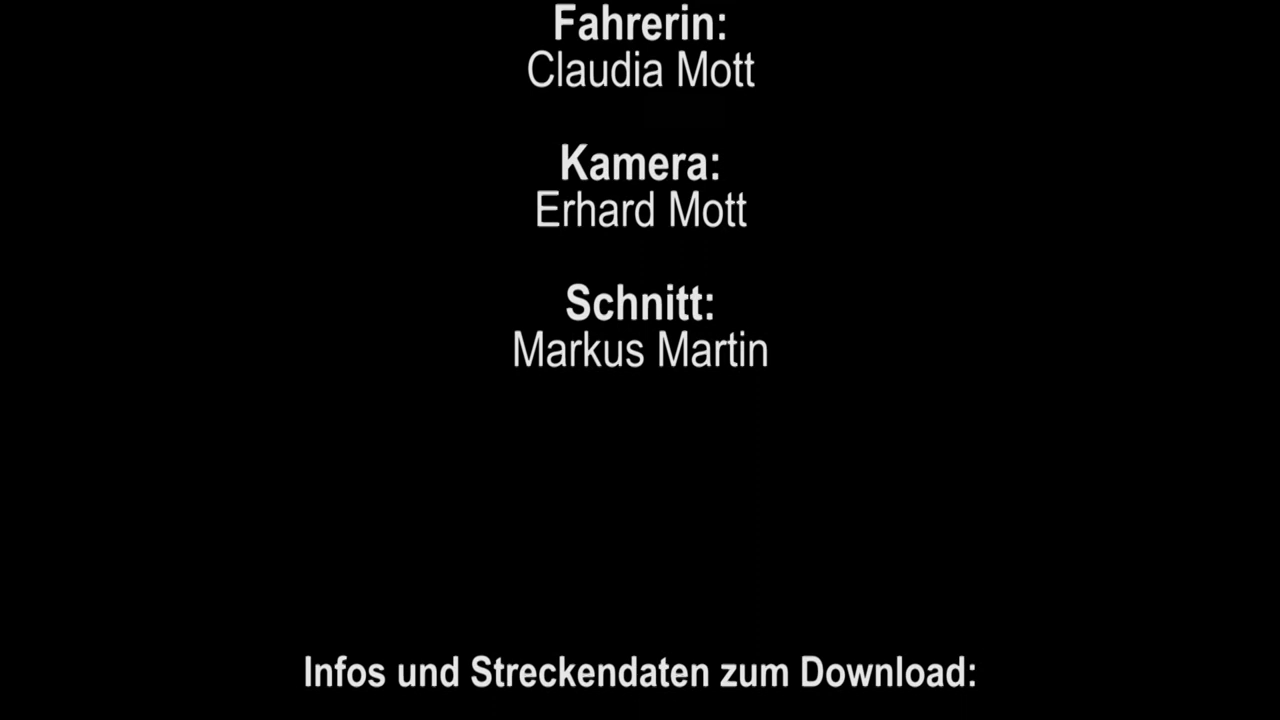 Fahrerin:
Claudia Mott
Kamera:
Erhard Mott
Schnitt:
Markus Martin
Infos und Streckendaten zum Download: